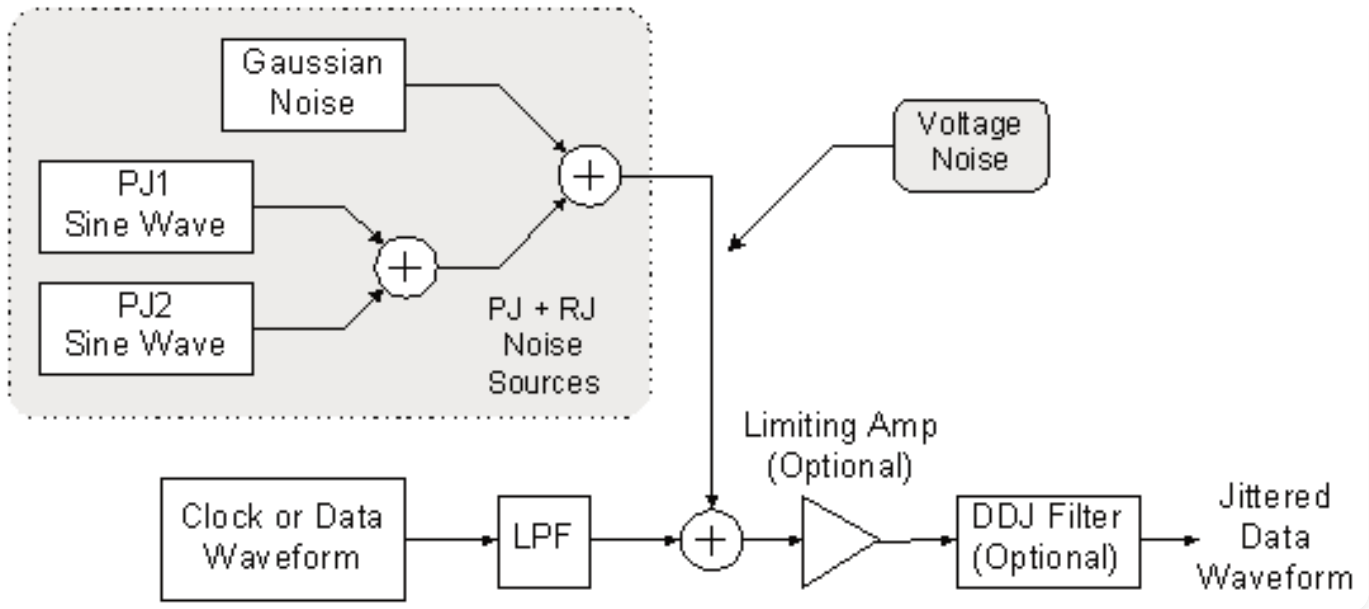 Gaussian
Noise
Voltage
Noise
PJ1
Sine Wave
PJ2
Sine Wave
PJ + RJ
Noise
Sources
Limiting Amp
(Optional)
Clock or Data
Waveform
LPF
DDJ Filter
(Optional)
Jittered
Data
Waveform